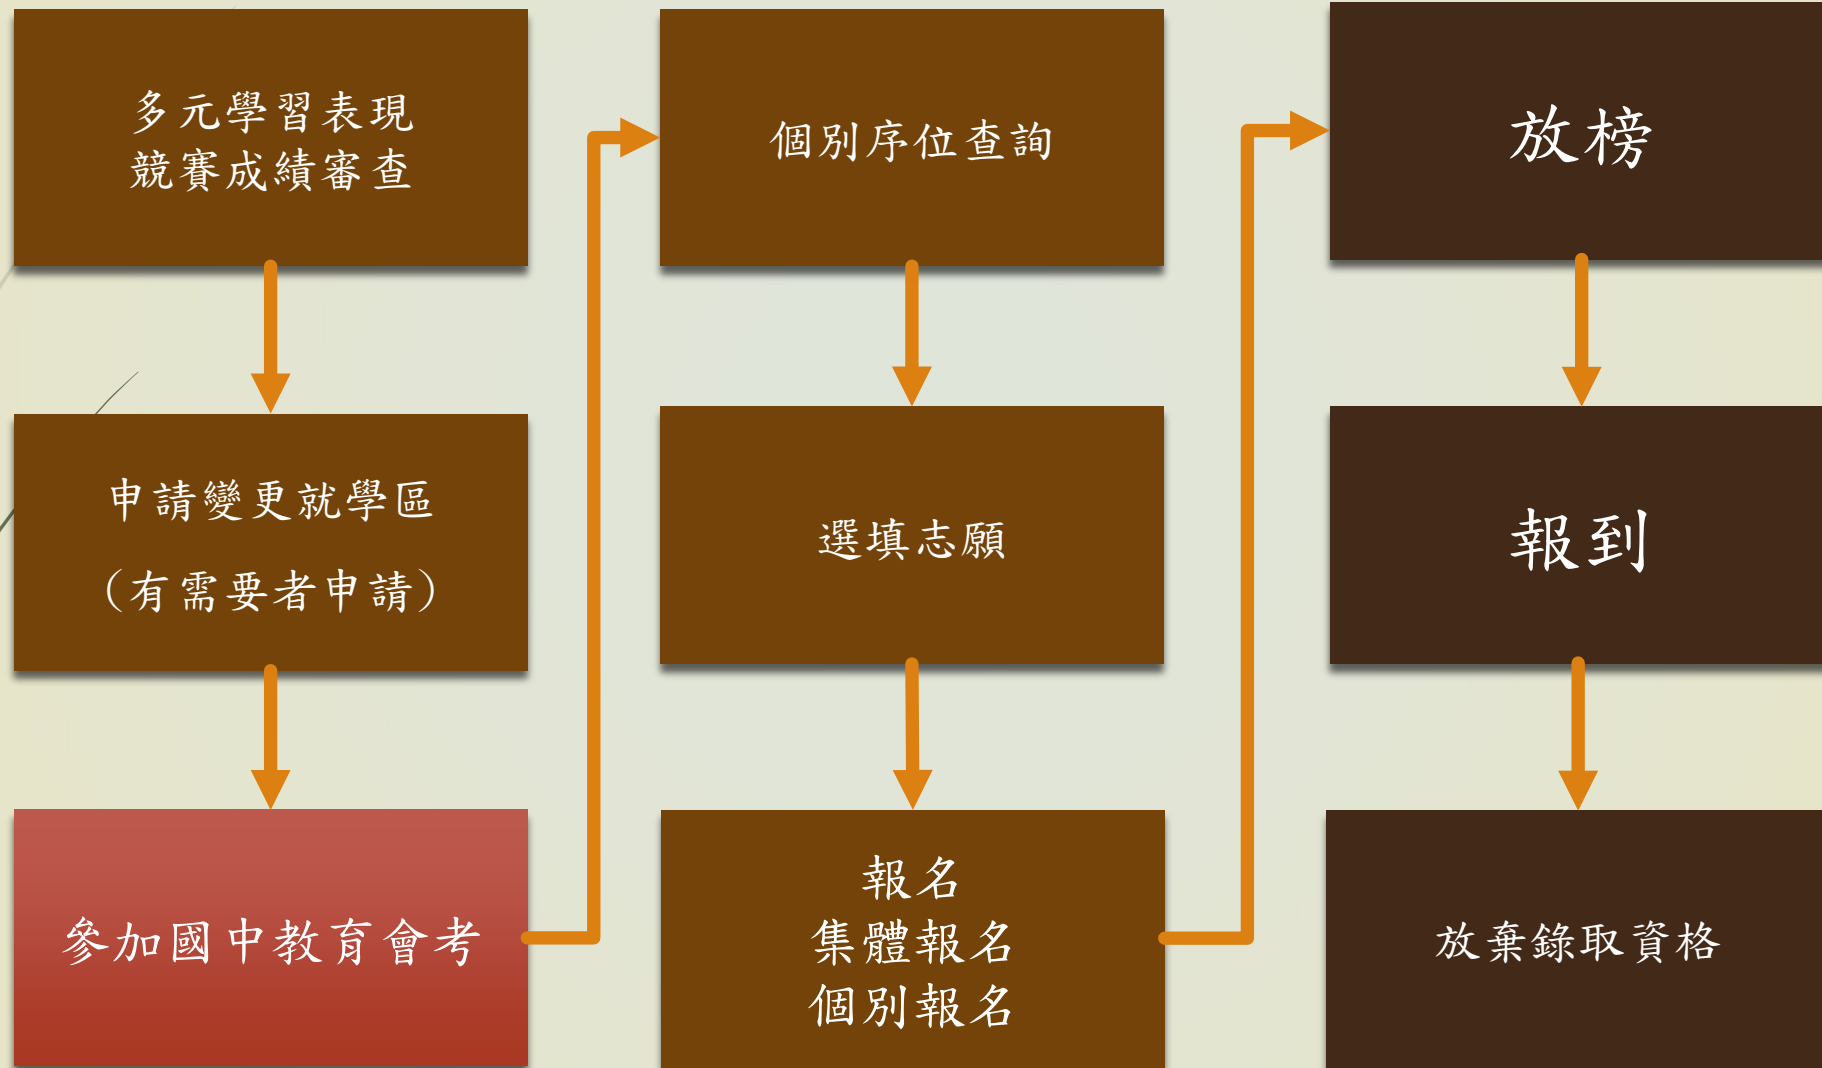 多元學習表現
競賽成績審查
申請變更就學區
（有需要者申請）
參加國中教育會考
個別序位查詢
選填志願
報名
集體報名
個別報名
放榜
報到
放棄錄取資格